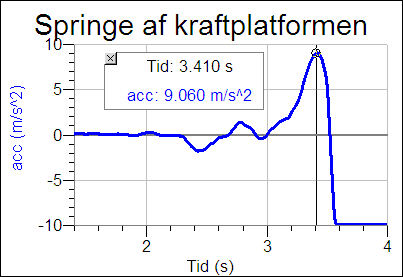 Springe af kraftplatformen
10
Tid: 3.410 s
acc: 9.060 m/s^2
5
0
-5
-10
acc (m/s^2)
2
3
4
Tid (s)